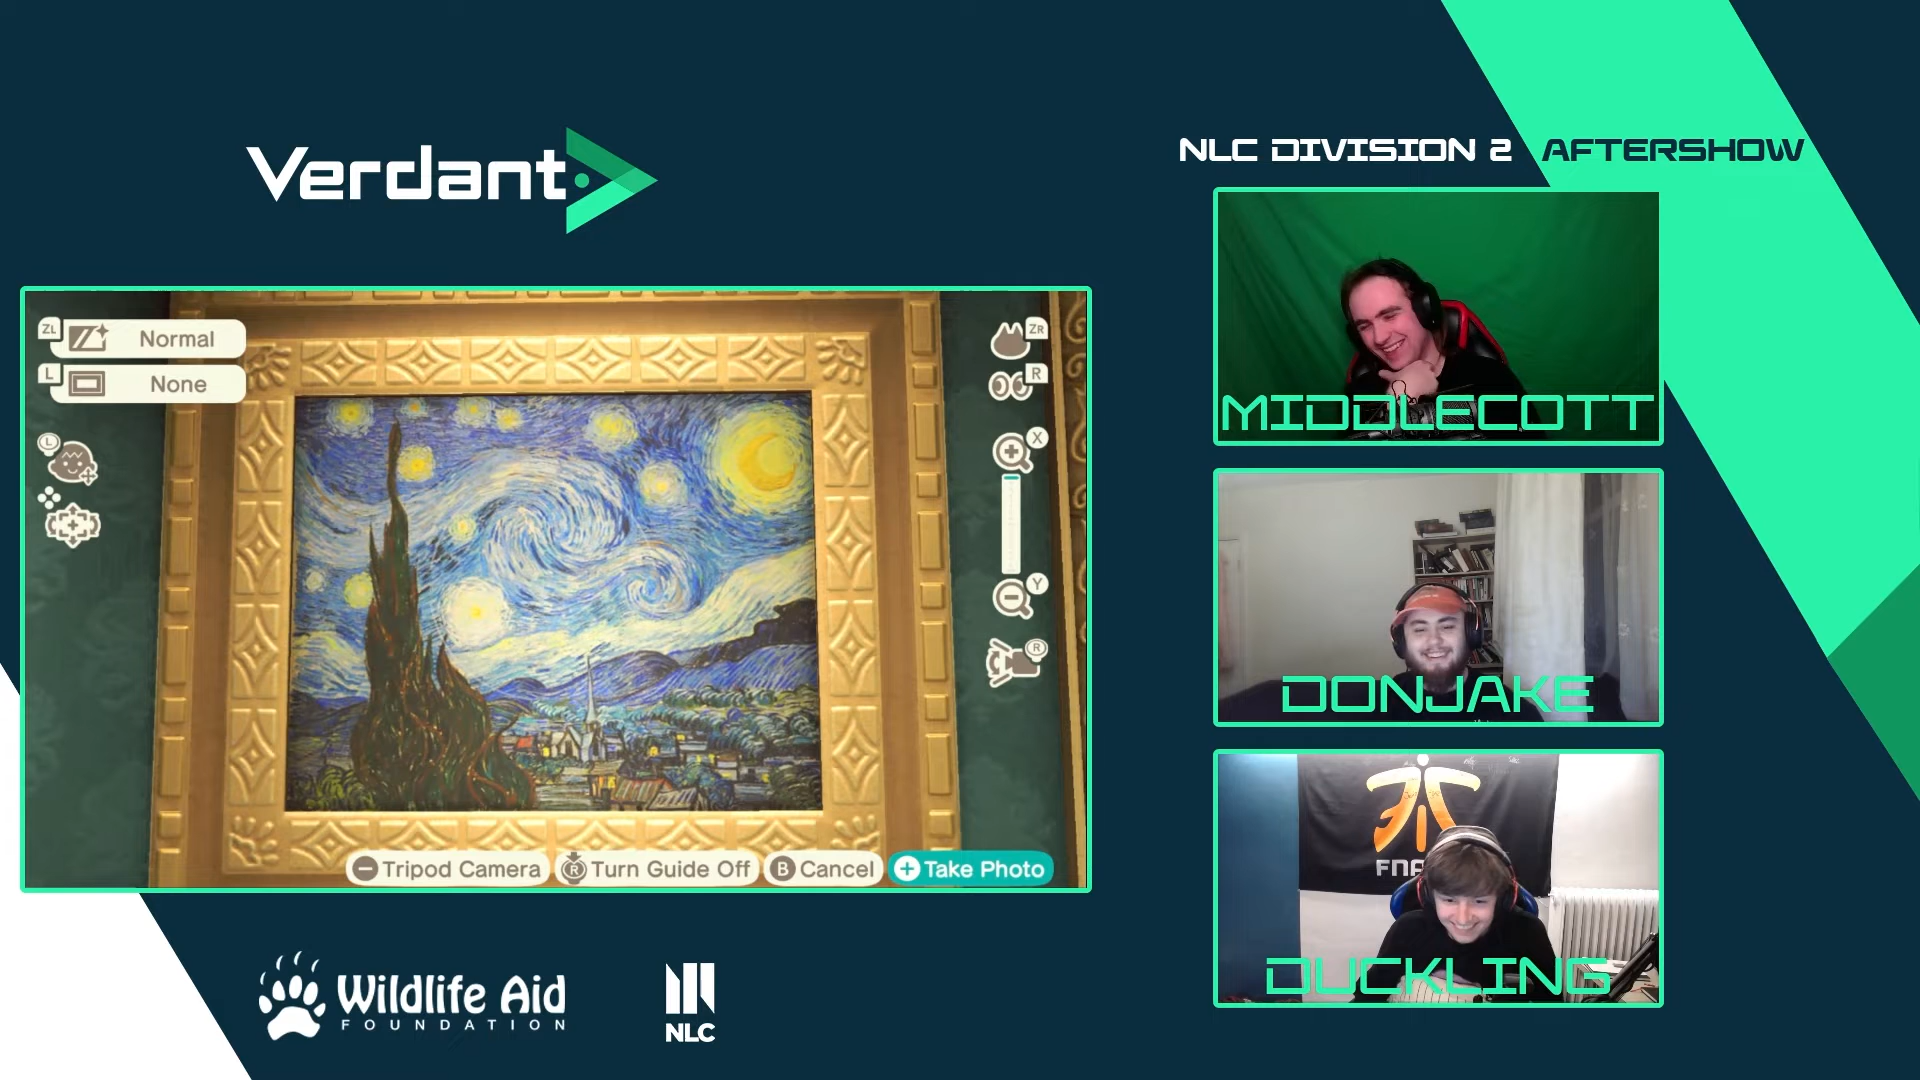 Verdant
NLC DIVISION 2 AFTERSHOW
ZL Normal
L None
L
ZR
R
X
Y
R
- Tripod Camera R Turn Guide Off B Cancel + Take Photo
MIDDLECOTT
DONJAKE
FNA
DUCKLING
Wildlife Aid
FOUNDATION
NLC